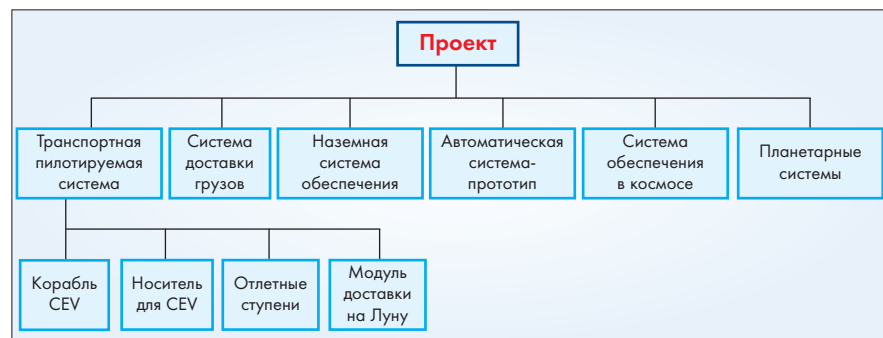 Проект
Транспортная
пилотируемая
система
Система
доставки
грузов
Наземная
система
обеспечения
Автоматическая
система-
прототип
Система
обеспечения
в космосе
Планетарные
системы
Корабль
CEV
Носитель
для CEV
Отлетные
ступени
Модуль
доставки
на Луну